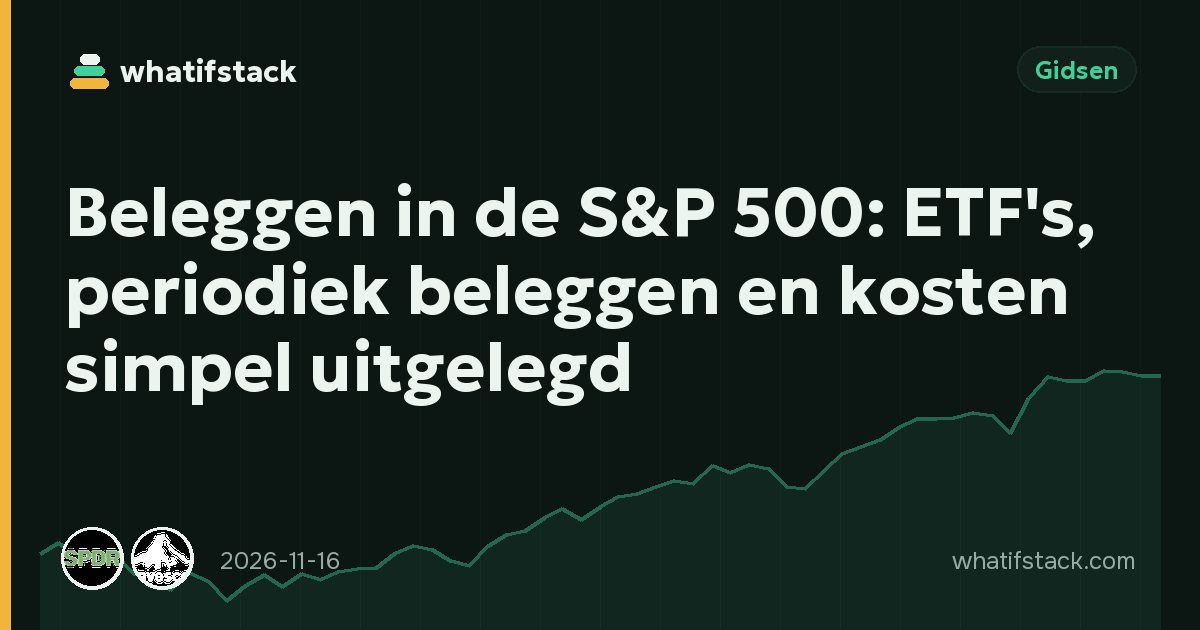 whatifstack
Gidsen
Beleggen in de S&P 500: ETF's,
periodiek beleggen en kosten
simpel uitgelegd
SPDR
2026-11-16
whatifstack.com